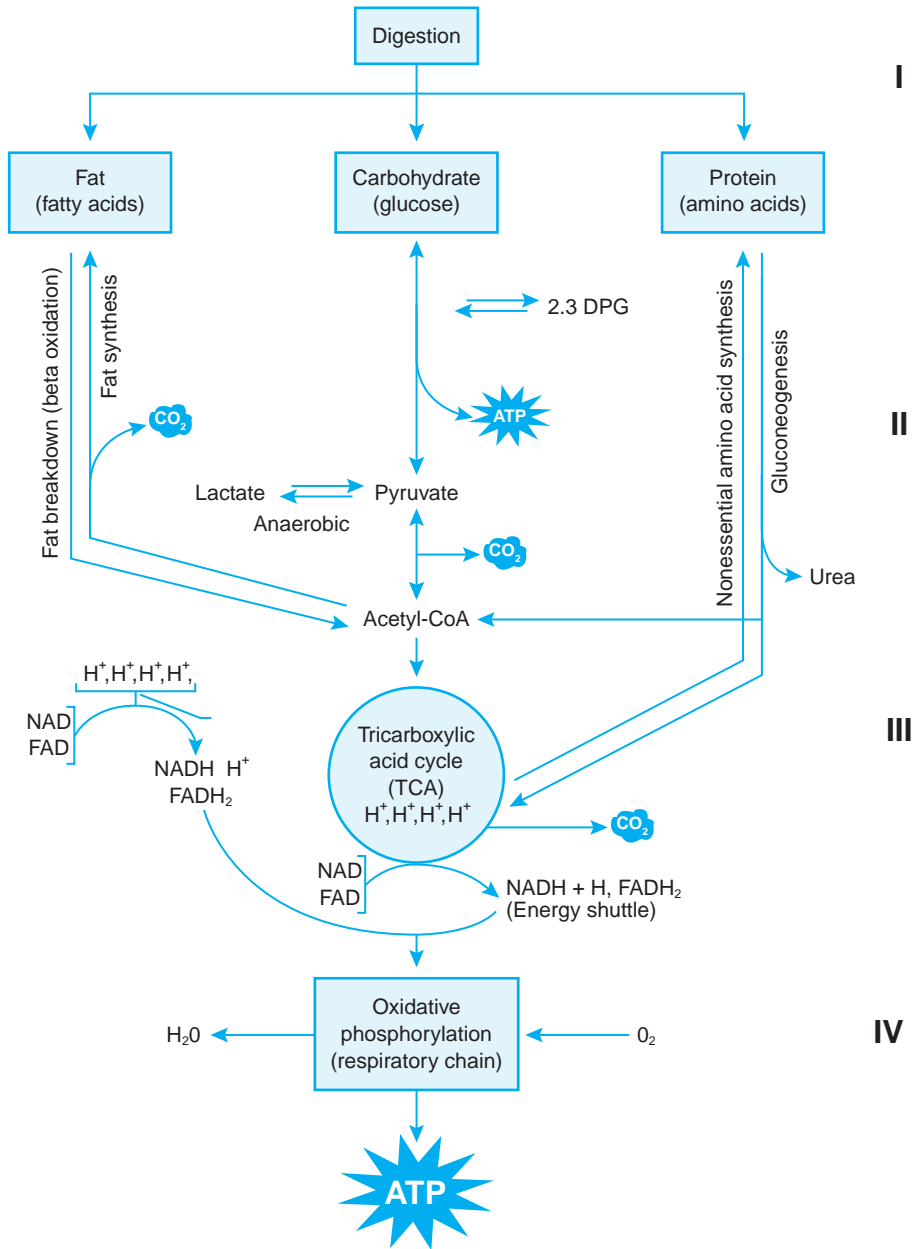 Digestion
I
Fat
(fatty acids)
Carbohydrate
(glucose)
Protein
(amino acids)
Fat breakdown (beta oxidation)
Fat synthesis
2.3 DPG
Nonessential amino acid synthesis
Gluconeogenesis
CO₂
ATP
II
Lactate
Pyruvate
Anaerobic
CO₂
Urea
Acetyl-CoA
H⁺,H⁺,H⁺,H⁺,
NAD
FAD
NADH H⁺
FADH₂
Tricarboxylic
acid cycle
(TCA)
H⁺,H⁺,H⁺,H⁺
III
CO₂
NAD
FAD
NADH + H, FADH₂
(Energy shuttle)
Oxidative
phosphorylation
(respiratory chain)
H₂0
0₂
IV
ATP